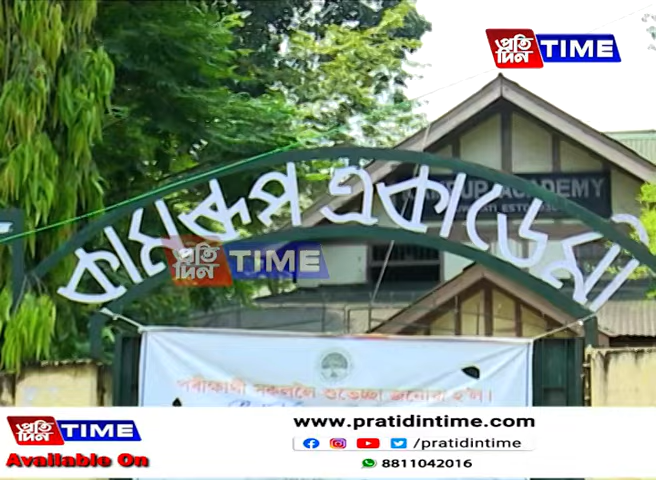 প্ৰতিদিন TIME
KAMRUP ACADEMY
কামৰূপ একাডেমী
প্ৰতিদিন TIME
পৰীক্ষাৰ্থী সকললৈ শুভেচ্ছা জনোৱা হ'ল।
প্ৰতিদিন TIME
Available On
www.pratidintime.com
/pratidintime
8811042016